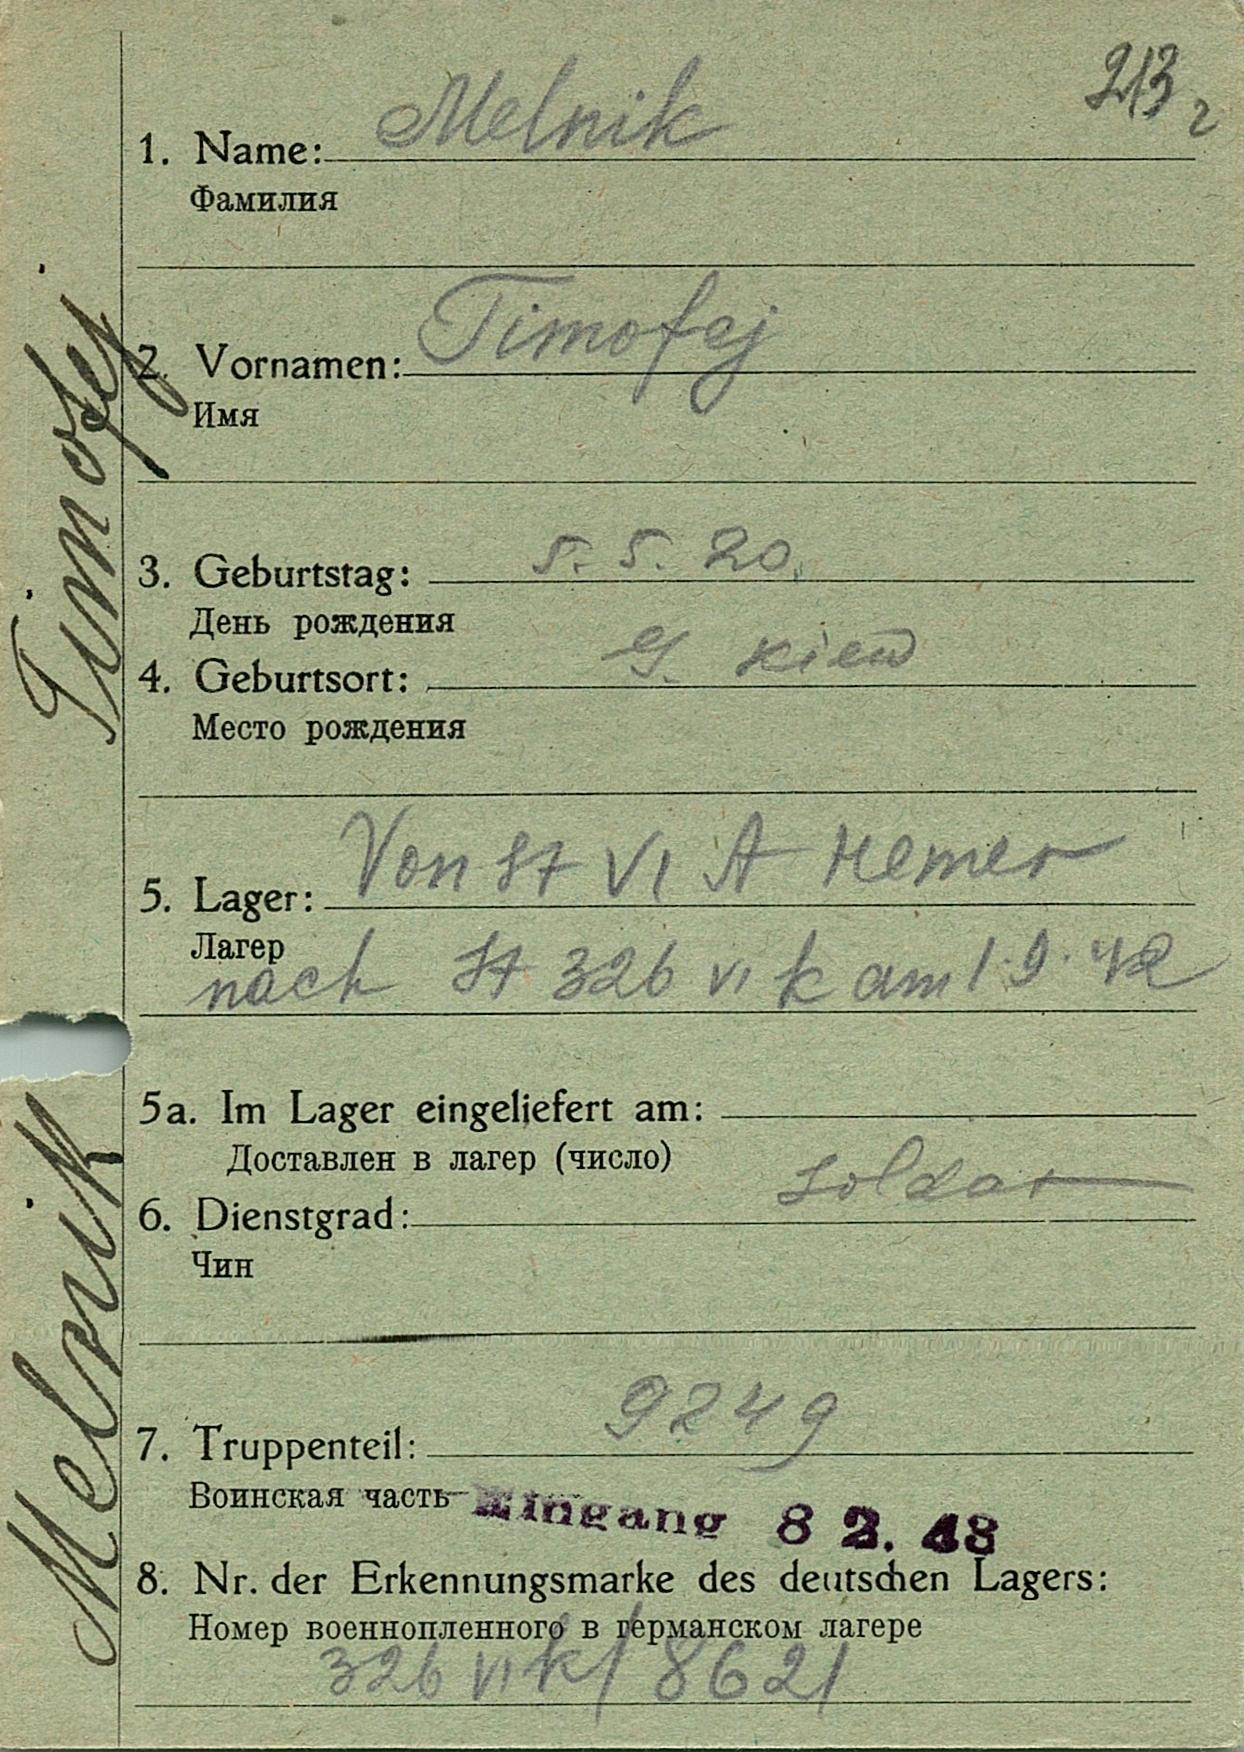 213
1. Name: Melnik
Фамилия
2. Vornamen: Timofej
Имя
3. Geburtstag: 5. 5. 20.
День рождения
4. Geburtsort: G. Kiew
Место рождения
5. Lager: Von St VI A Hemer
Лагер
nach St 326 VI k am 1.9.42
5a. Im Lager eingeliefert am:
Доставлен в лагер (число)
6. Dienstgrad: Soldat
Чин
7. Truppenteil: 9249
Воинская часть
Eingang 8 2. 43
8. Nr. der Erkennungsmarke des deutschen Lagers:
Номер военнопленного в германском лагере
326 VI k/ 8621
Melnik Timofej